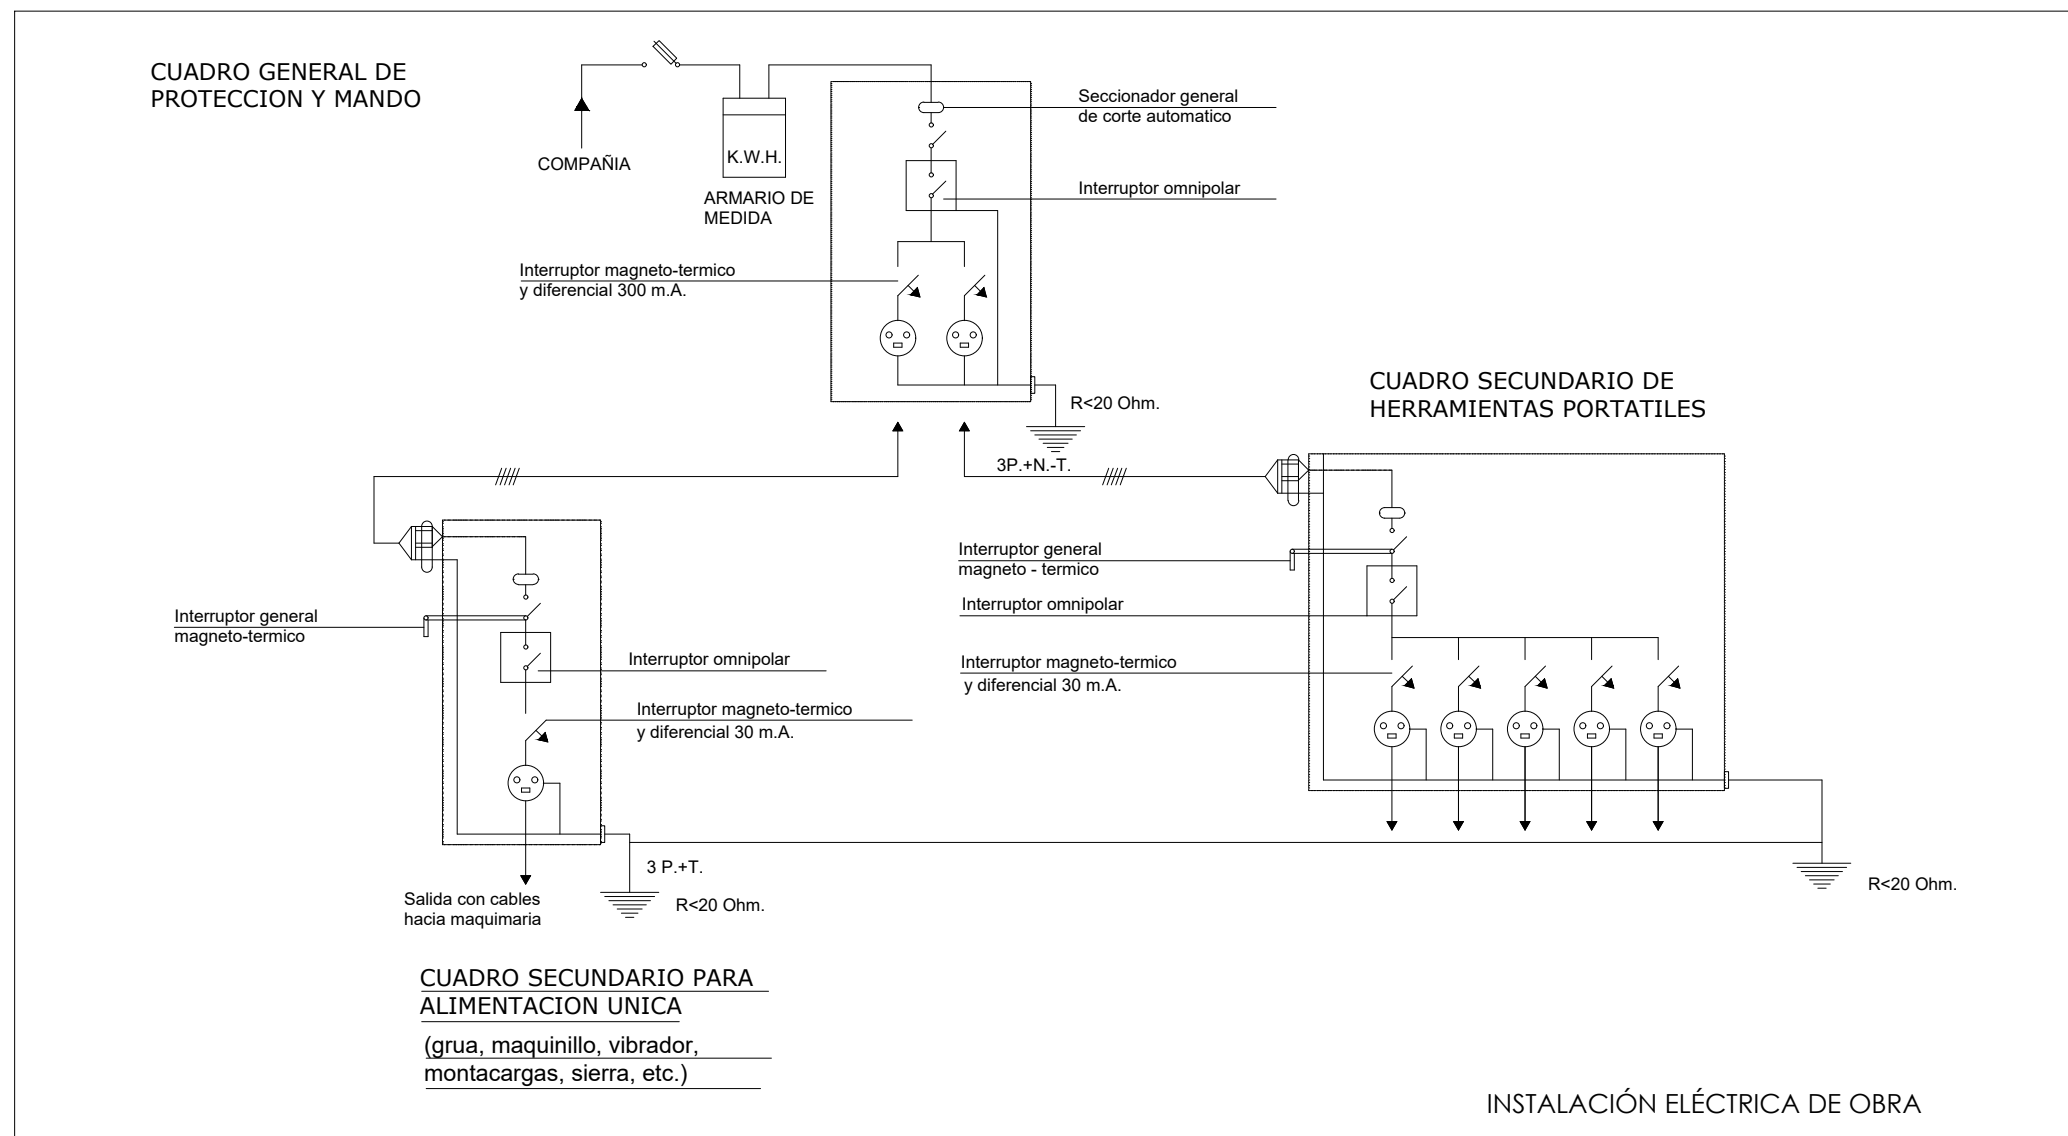 CUADRO GENERAL DE
PROTECCION Y MANDO
COMPAÑIA
K.W.H.
ARMARIO DE
MEDIDA
Seccionador general
de corte automatico
Interruptor omnipolar
Interruptor magneto-termico
y diferencial 300 m.A.
R<20 Ohm.
CUADRO SECUNDARIO DE
HERRAMIENTAS PORTATILES
3P.+N.-T.
Interruptor general
magneto - termico
Interruptor omnipolar
Interruptor magneto-termico
y diferencial 30 m.A.
Interruptor general
magneto-termico
Interruptor omnipolar
Interruptor magneto-termico
y diferencial 30 m.A.
3 P.+T.
R<20 Ohm.
R<20 Ohm.
Salida con cables
hacia maquimaria
CUADRO SECUNDARIO PARA
ALIMENTACION UNICA
(grua, maquinillo, vibrador,
montacargas, sierra, etc.)
INSTALACIÓN ELÉCTRICA DE OBRA